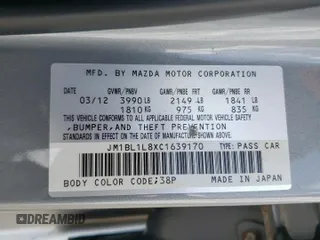 MFD. BY MAZDA MOTOR CORPORATION
GVWR/PNBV GAWR/PNBE GAWR/PNBE
03/12 3990 LB 2149 LB 1841 LB
1810 KG 975 KG 835 KG
THIS VEHICLE CONFORMS TO ALL APPLICABLE
FEDERAL MOTOR VEHICLE SAFETY,
BUMPER, AND THEFT PREVENTION
STANDARDS IN EFFECT ON THE DATE OF MANUFACTURE SHOWN ABOVE.
JM1BL1L8XC1639170 TYPE: PASS CAR
BODY COLOR CODE:38P MADE IN JAPAN
DREAMBID